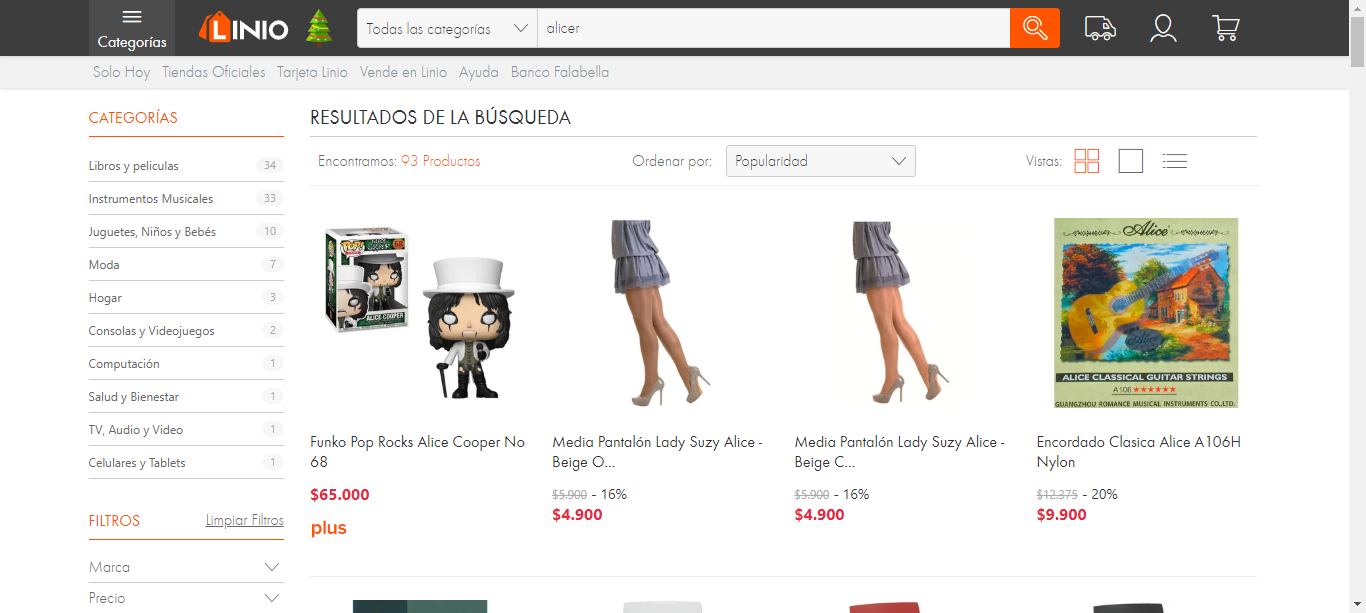 Categorías
LINIO
Todas las categorías
alicer
Solo Hoy Tiendas Oficiales Tarjeta Linio Vende en Linio Ayuda Banco Falabella
CATEGORÍAS
Libros y peliculas 34
Instrumentos Musicales 33
Juguetes, Niños y Bebés 10
Moda 7
Hogar 3
Consolas y Videojuegos 2
Computación 1
Salud y Bienestar 1
TV, Audio y Video 1
Celulares y Tablets 1
FILTROS Limpiar Filtros
Marca
Precio
RESULTADOS DE LA BÚSQUEDA
Encontramos: 93 Productos
Ordenar por: Popularidad
Vistas:
POP!
ALICE COOPER
68
ALICE COOPER
Funko Pop Rocks Alice Cooper No
68
$65.000
plus
Media Pantalón Lady Suzy Alice -
Beige O...
$5.900 - 16%
$4.900
Media Pantalón Lady Suzy Alice -
Beige C...
$5.900 - 16%
$4.900
Alice
Alice
ALICE CLASSICAL GUITAR STRINGS
A106 ★★★★★★
GUANGZHOU ROMANCE MUSICAL INSTRUMENTS CO.,LTD.
Encordado Clasica Alice A106H
Nylon
$12.375 - 20%
$9.900